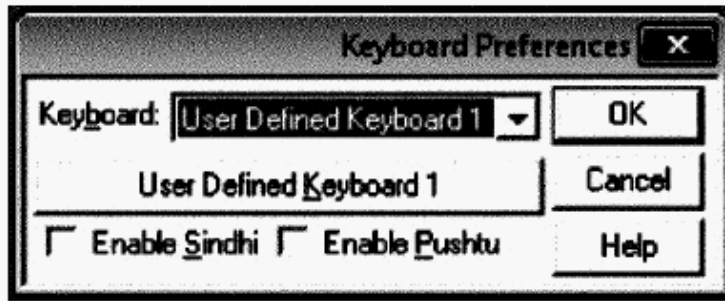 Keyboard Preferences
Keyboard: User Defined Keyboard 1 OK
User Defined Keyboard 1 Cancel
Enable Sindhi Enable Pushtu Help